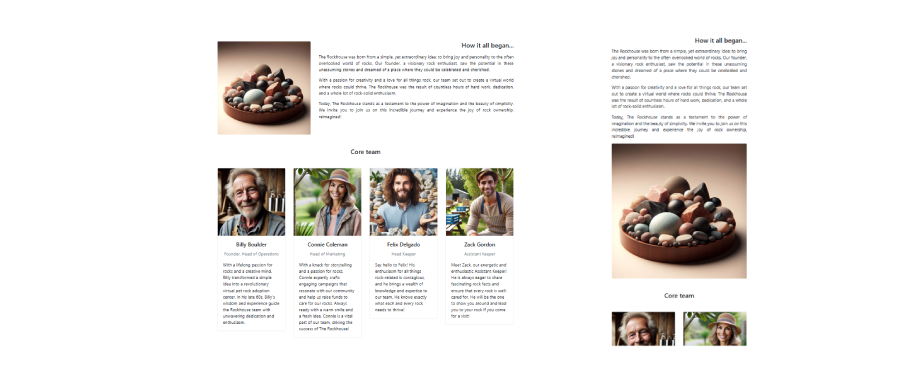 How it all began...
The Rockhouse was born from a simple, yet extraordinary idea: to bring joy and personality to the often
overlooked world of rocks. Our founder, a visionary rock enthusiast, saw the potential in these
unassuming stones and dreamed of a place where they could be celebrated and cherished.
With a passion for creativity and a love for all things rock, our team set out to create a virtual world
where rocks could thrive. The Rockhouse was the result of countless hours of hard work, dedication,
and a whole lot of rock-solid enthusiasm.
Today, The Rockhouse stands as a testament to the power of imagination and the beauty of simplicity.
We invite you to join us on this incredible journey and experience the joy of rock ownership,
reimagined!
Core team
Billy Boulder
Founder, Head of Operations
With a lifelong passion for
rocks and a creative mind,
Billy transformed a simple
idea into a revolutionary
virtual pet rock adoption
center. In his late 60s, Billy's
wisdom and experience guide
the Rockhouse team with
unwavering dedication and
enthusiasm.
Connie Coleman
Head of Marketing
With a knack for storytelling
and a passion for rocks,
Connie expertly crafts
engaging campaigns that
resonate with our community
and help us raise funds to
care for our rocks. Always
ready with a warm smile and
a fresh idea, Connie is a vital
part of our team, driving the
success of The Rockhouse!
Felix Delgado
Head Keeper
Say hello to Felix! His
enthusiasm for all things
rock-related is contagious,
and he brings a wealth of
knowledge and expertise to
our team. He knows exactly
what each and every rock
needs to thrive!
Zack Gordon
Assistant Keeper
Meet Zack, our energetic and
enthusiastic Assistant Keeper!
He is always eager to share
fascinating rock facts and
ensure that every rock is well-
cared for. He will be the one
to show you around and lead
you to your rock if you come
for a visit!
How it all began...
The Rockhouse was born from a simple, yet extraordinary idea: to bring
joy and personality to the often overlooked world of rocks. Our founder,
a visionary rock enthusiast, saw the potential in these unassuming
stones and dreamed of a place where they could be celebrated and
cherished.
With a passion for creativity and a love for all things rock, our team set
out to create a virtual world where rocks could thrive. The Rockhouse
was the result of countless hours of hard work, dedication, and a whole
lot of rock-solid enthusiasm.
Today, The Rockhouse stands as a testament to the power of
imagination and the beauty of simplicity. We invite you to join us on this
incredible journey and experience the joy of rock ownership,
reimagined!
Core team